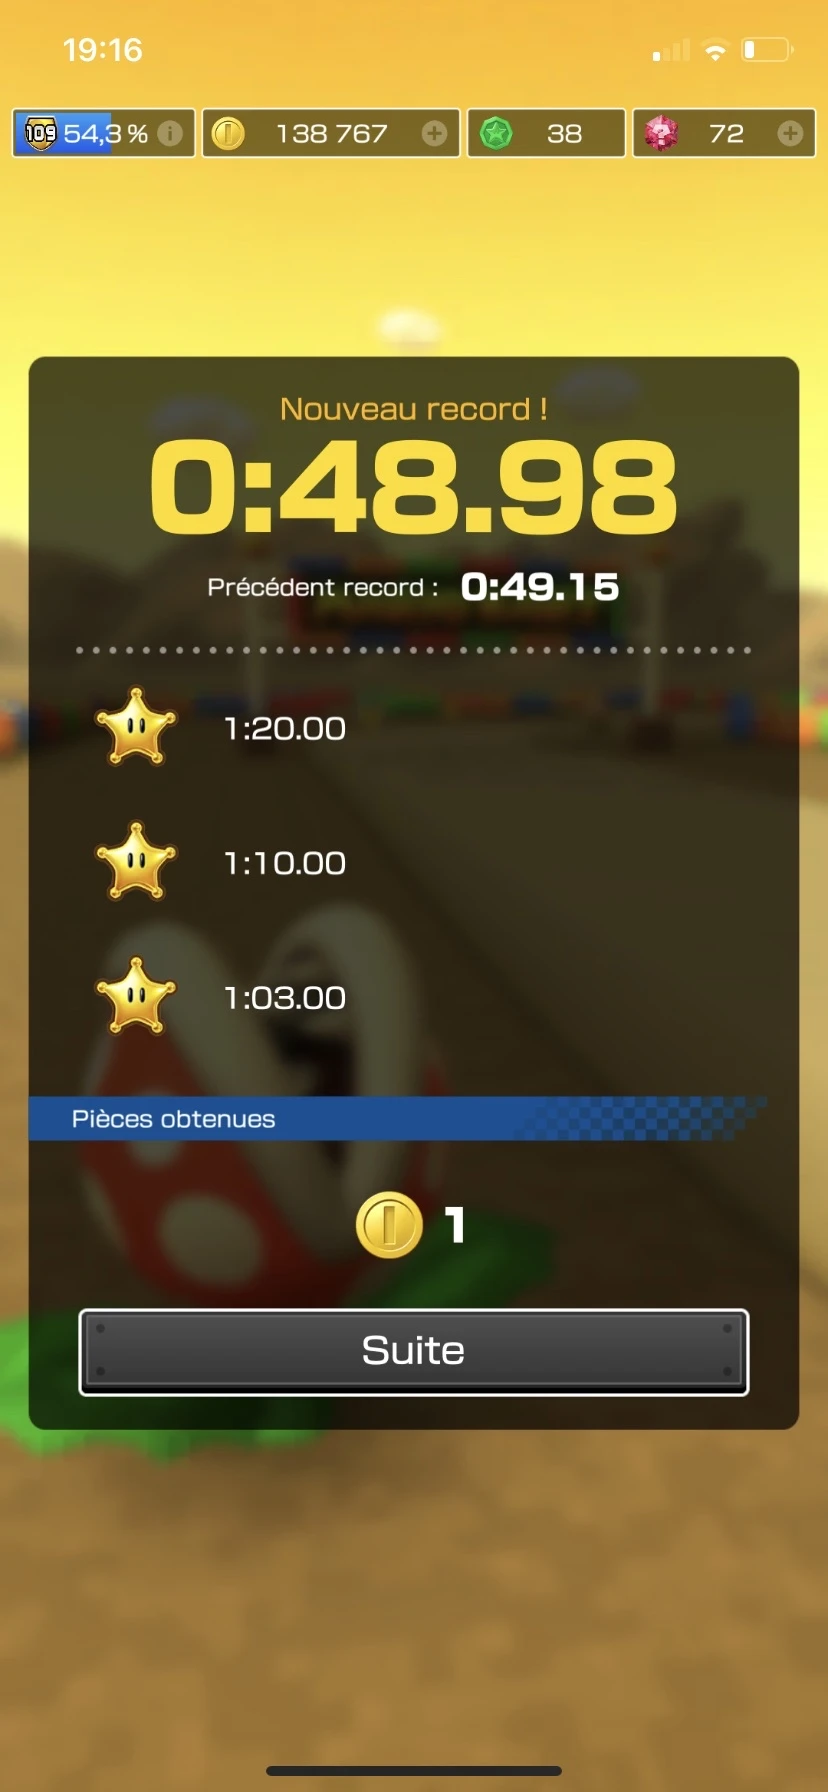 19:16
109 54,3 % i
138 767 +
38
72 +
Nouveau record !
0:48.98
Précédent record : 0:49.15
1:20.00
1:10.00
1:03.00
Pièces obtenues
1
Suite